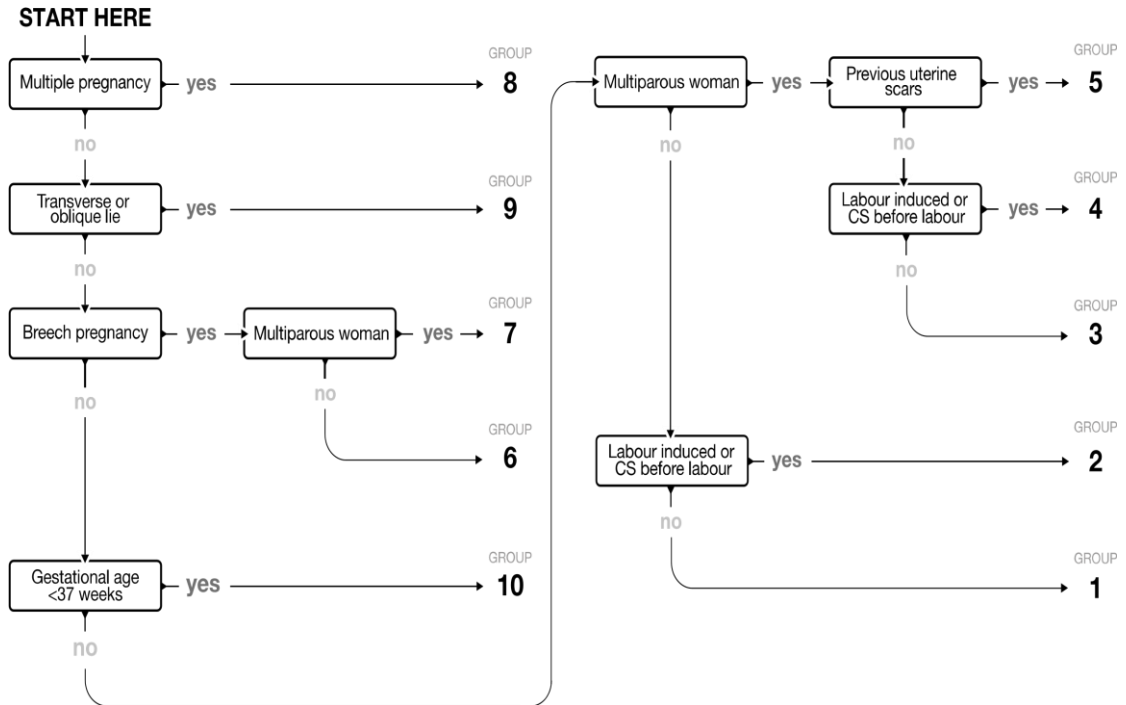 START HERE
Multiple pregnancy
yes
GROUP
8
no
Transverse or
oblique lie
yes
GROUP
9
no
Breech pregnancy
yes
Multiparous woman
yes
GROUP
7
no
no
GROUP
6
Gestational age
<37 weeks
yes
GROUP
10
no
Multiparous woman
yes
Previous uterine
scars
yes
GROUP
5
no
no
Labour induced or
CS before labour
yes
GROUP
4
no
GROUP
3
Labour induced or
CS before labour
yes
GROUP
2
no
GROUP
1